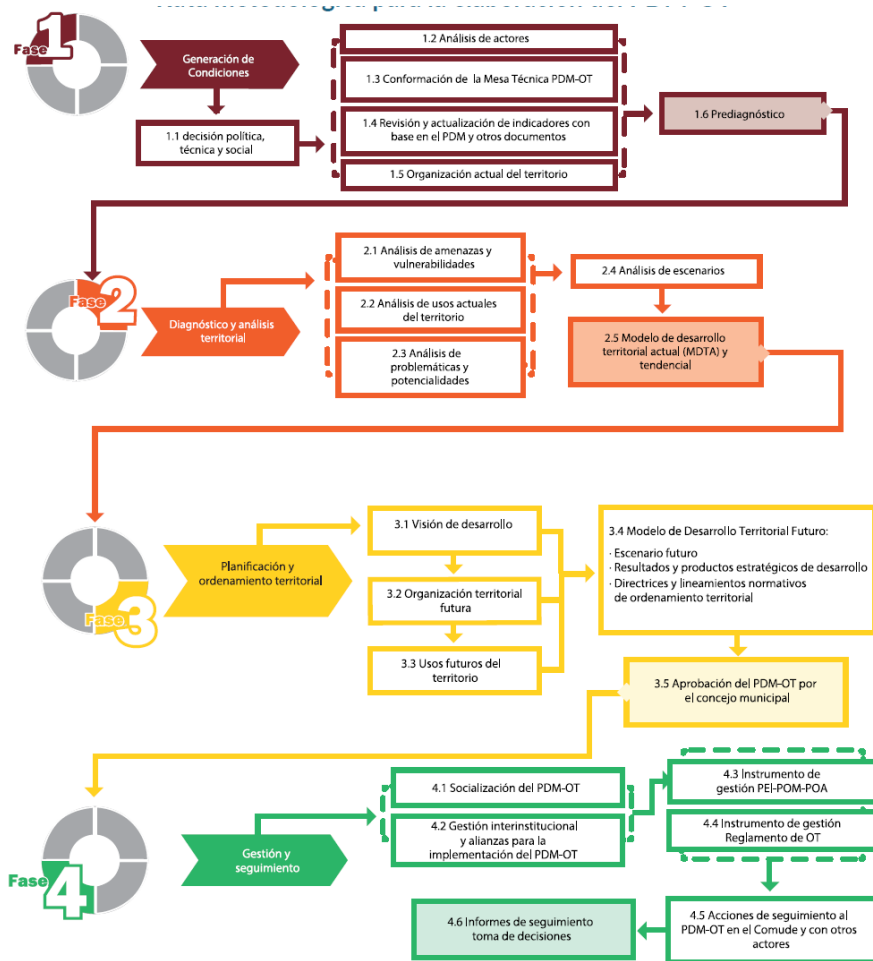 Fase 1
Generación de
Condiciones
1.1 decisión política,
técnica y social
1.2 Análisis de actores
1.3 Conformación de la Mesa Técnica PDM-OT
1.4 Revisión y actualización de indicadores con
base en el PDM y otros documentos
1.5 Organización actual del territorio
1.6 Prediagnóstico
Fase 2
Diagnóstico y análisis
territorial
2.1 Análisis de amenazas y
vulnerabilidades
2.2 Análisis de usos actuales
del territorio
2.3 Análisis de
problemáticas y
potencialidades
2.4 Análisis de escenarios
2.5 Modelo de desarrollo
territorial actual (MDTA) y
tendencial
Fase 3
Planificación y
ordenamiento territorial
3.1 Visión de desarrollo
3.2 Organización territorial
futura
3.3 Usos futuros del
territorio
3.4 Modelo de Desarrollo Territorial Futuro:
· Escenario futuro
· Resultados y productos estratégicos de desarrollo
· Directrices y lineamientos normativos
de ordenamiento territorial
3.5 Aprobación del PDM-OT por
el concejo municipal
Fase 4
Gestión y
seguimiento
4.1 Socialización del PDM-OT
4.2 Gestión interinstitucional
y alianzas para la
implementación del PDM-OT
4.3 Instrumento de
gestión PEI-POM-POA
4.4 Instrumento de gestión
Reglamento de OT
4.5 Acciones de seguimiento al
PDM-OT en el Comude y con otros
actores
4.6 Informes de seguimiento
toma de decisiones